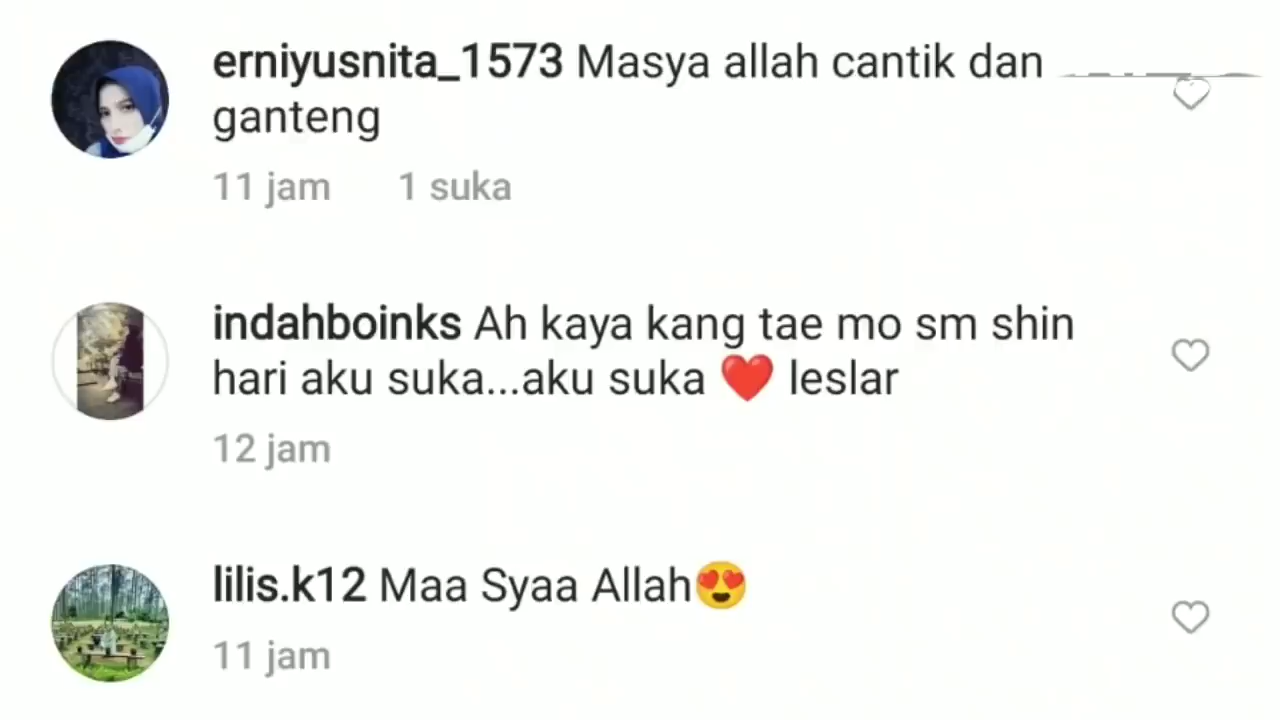 erniyusnita_1573 Masya allah cantik dan
ganteng
11 jam 1 suka
indahboinks Ah kaya kang tae mo sm shin
hari aku suka...aku suka ❤️ leslar
12 jam
lilis.k12 Maa Syaa Allah😍
11 jam